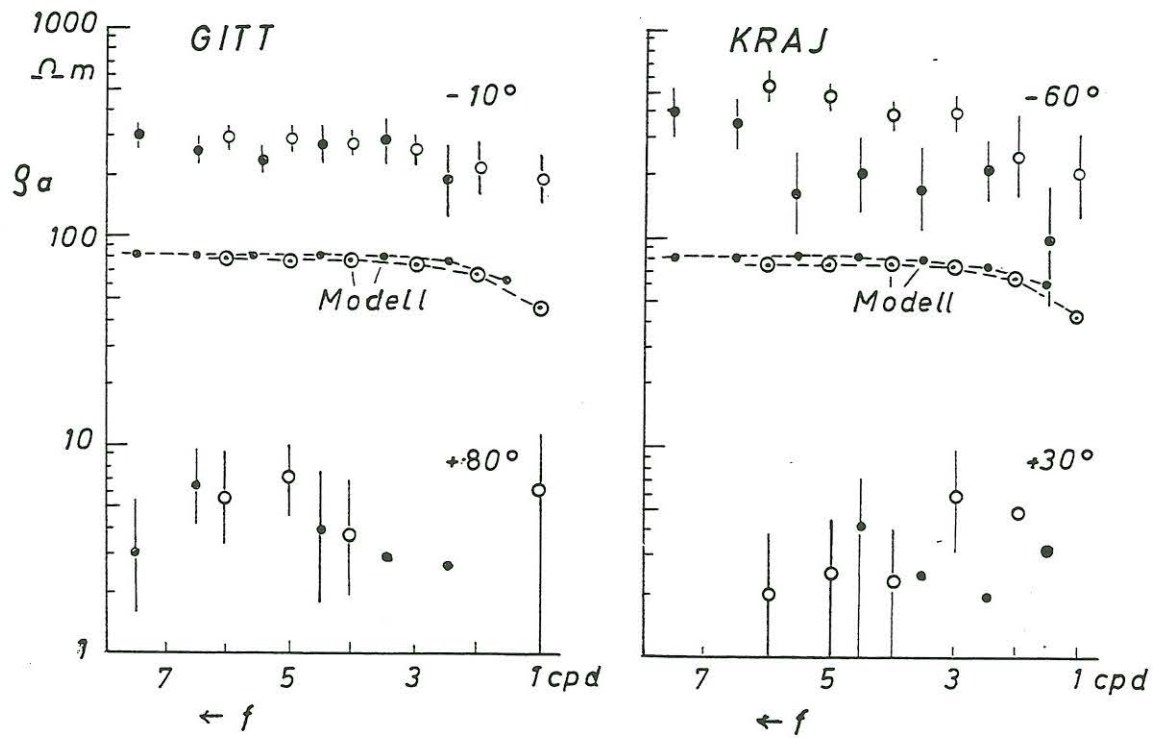 GITT
1000
Ωm
ρa
100
10
1
-10°
Modell
+80°
7 5 3 1 cpd
← f
KRAJ
-60°
Modell
+30°
7 5 3 1 cpd
← f